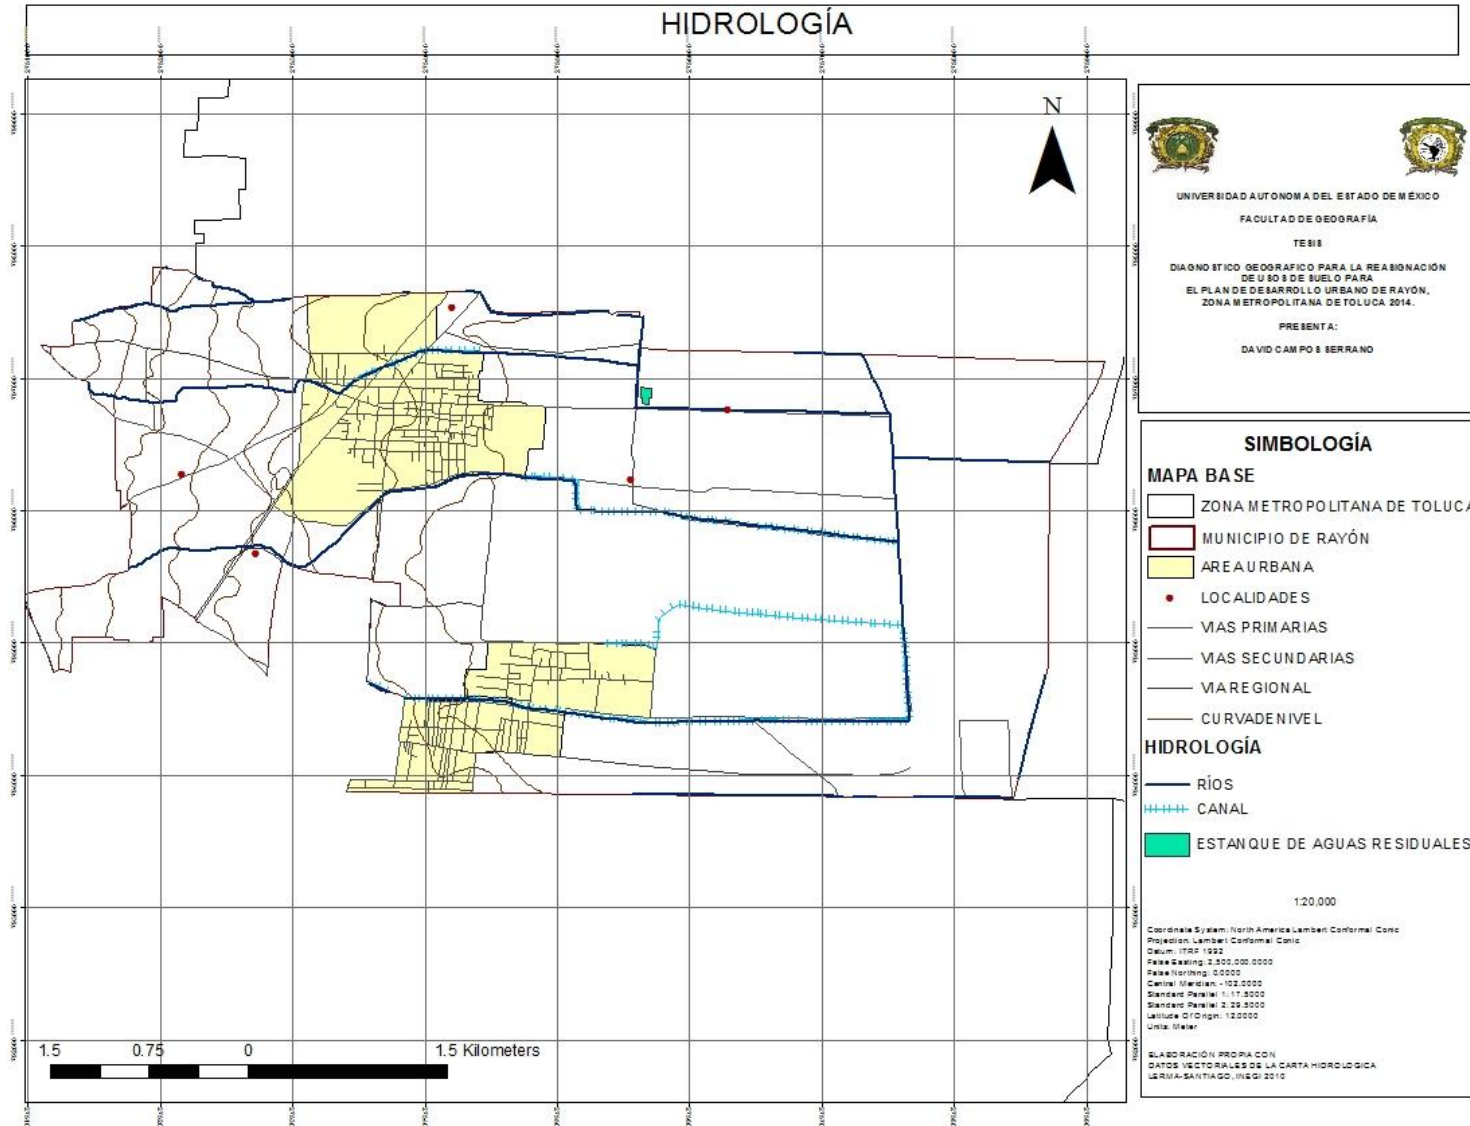 HIDROLOGÍA
N
UNIVERSIDAD AUTONOMA DEL ESTADO DE MÉXICO
FACULTAD DE GEOGRAFÍA
TESIS
DIAGNOSTICO GEOGRAFICO PARA LA REASIGNACIÓN
DE USOS DE SUELO PARA
EL PLAN DE DESARROLLO URBANO DE RAYÓN,
ZONA METROPOLITANA DE TOLUCA 2014.
PRESENTA:
DAVID CAMPOS SERRANO
SIMBOLOGÍA
MAPA BASE
ZONA METROPOLITANA DE TOLUCA
MUNICIPIO DE RAYÓN
AREA URBANA
LOCALIDADES
VIAS PRIMARIAS
VIAS SECUNDARIAS
VIA REGIONAL
CURVA DE NIVEL
HIDROLOGÍA
RÍOS
CANAL
ESTANQUE DE AGUAS RESIDUALES
1:20,000
Coordinate System: North America Lambert Conformal Conic
Projection: Lambert Conformal Conic
Datum: ITRF 1992
False Easting: 2,500,000.0000
False Northing: 0.0000
Central Meridian: -102.0000
Standard Parallel 1: 17.5000
Standard Parallel 2: 29.5000
Latitude Of Origin: 12.0000
Units: Meter
ELABORACIÓN PROPIA CON
DATOS VECTORIALES DE LA CARTA HIDROLOGICA
LERMA-SANTIAGO, INEGI 2010
1.5 0.75 0 1.5 Kilometers